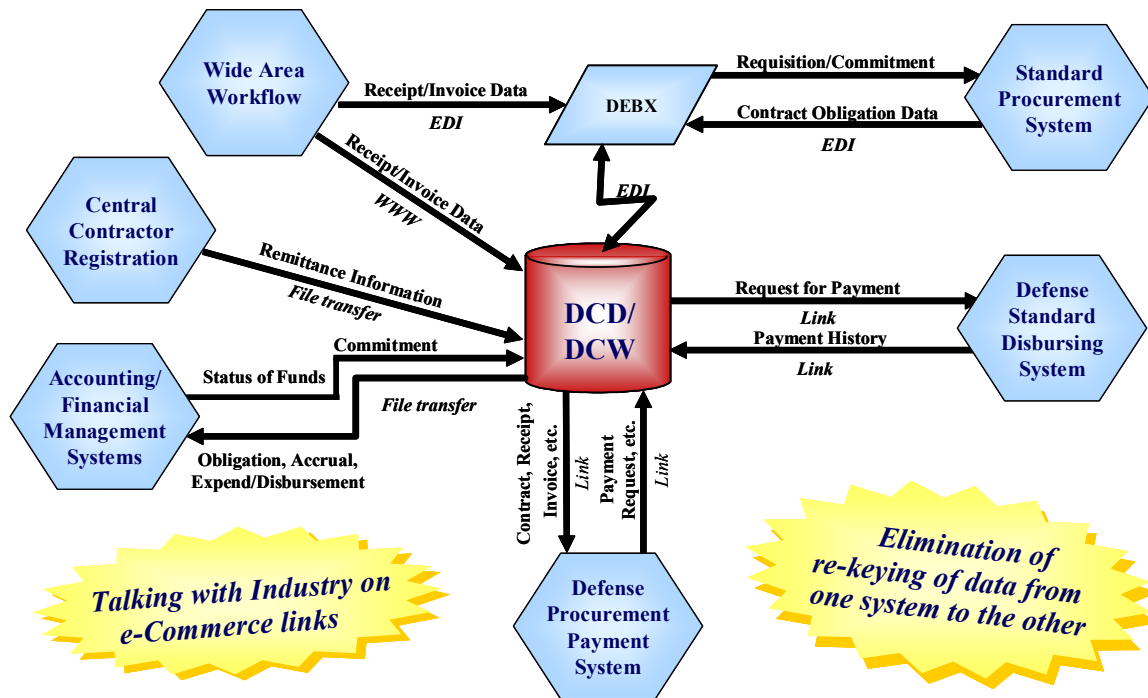 Wide Area
Workflow
Receipt/Invoice Data
EDI
DEBX
Requisition/Commitment
Contract Obligation Data
EDI
Standard
Procurement
System
Receipt/Invoice Data
WWW
EDI
Central
Contractor
Registration
Remittance Information
File transfer
DCD/
DCW
Request for Payment
Link
Payment History
Link
Defense
Standard
Disbursing
System
Commitment
Status of Funds
File transfer
Accounting/
Financial
Management
Systems
Obligation, Accrual,
Expend/Disbursement
Contract, Receipt,
Invoice, etc.
Link
Payment
Request, etc.
Link
Talking with Industry on
e-Commerce links
Defense
Procurement
Payment
System
Elimination of
re-keying of data from
one system to the other